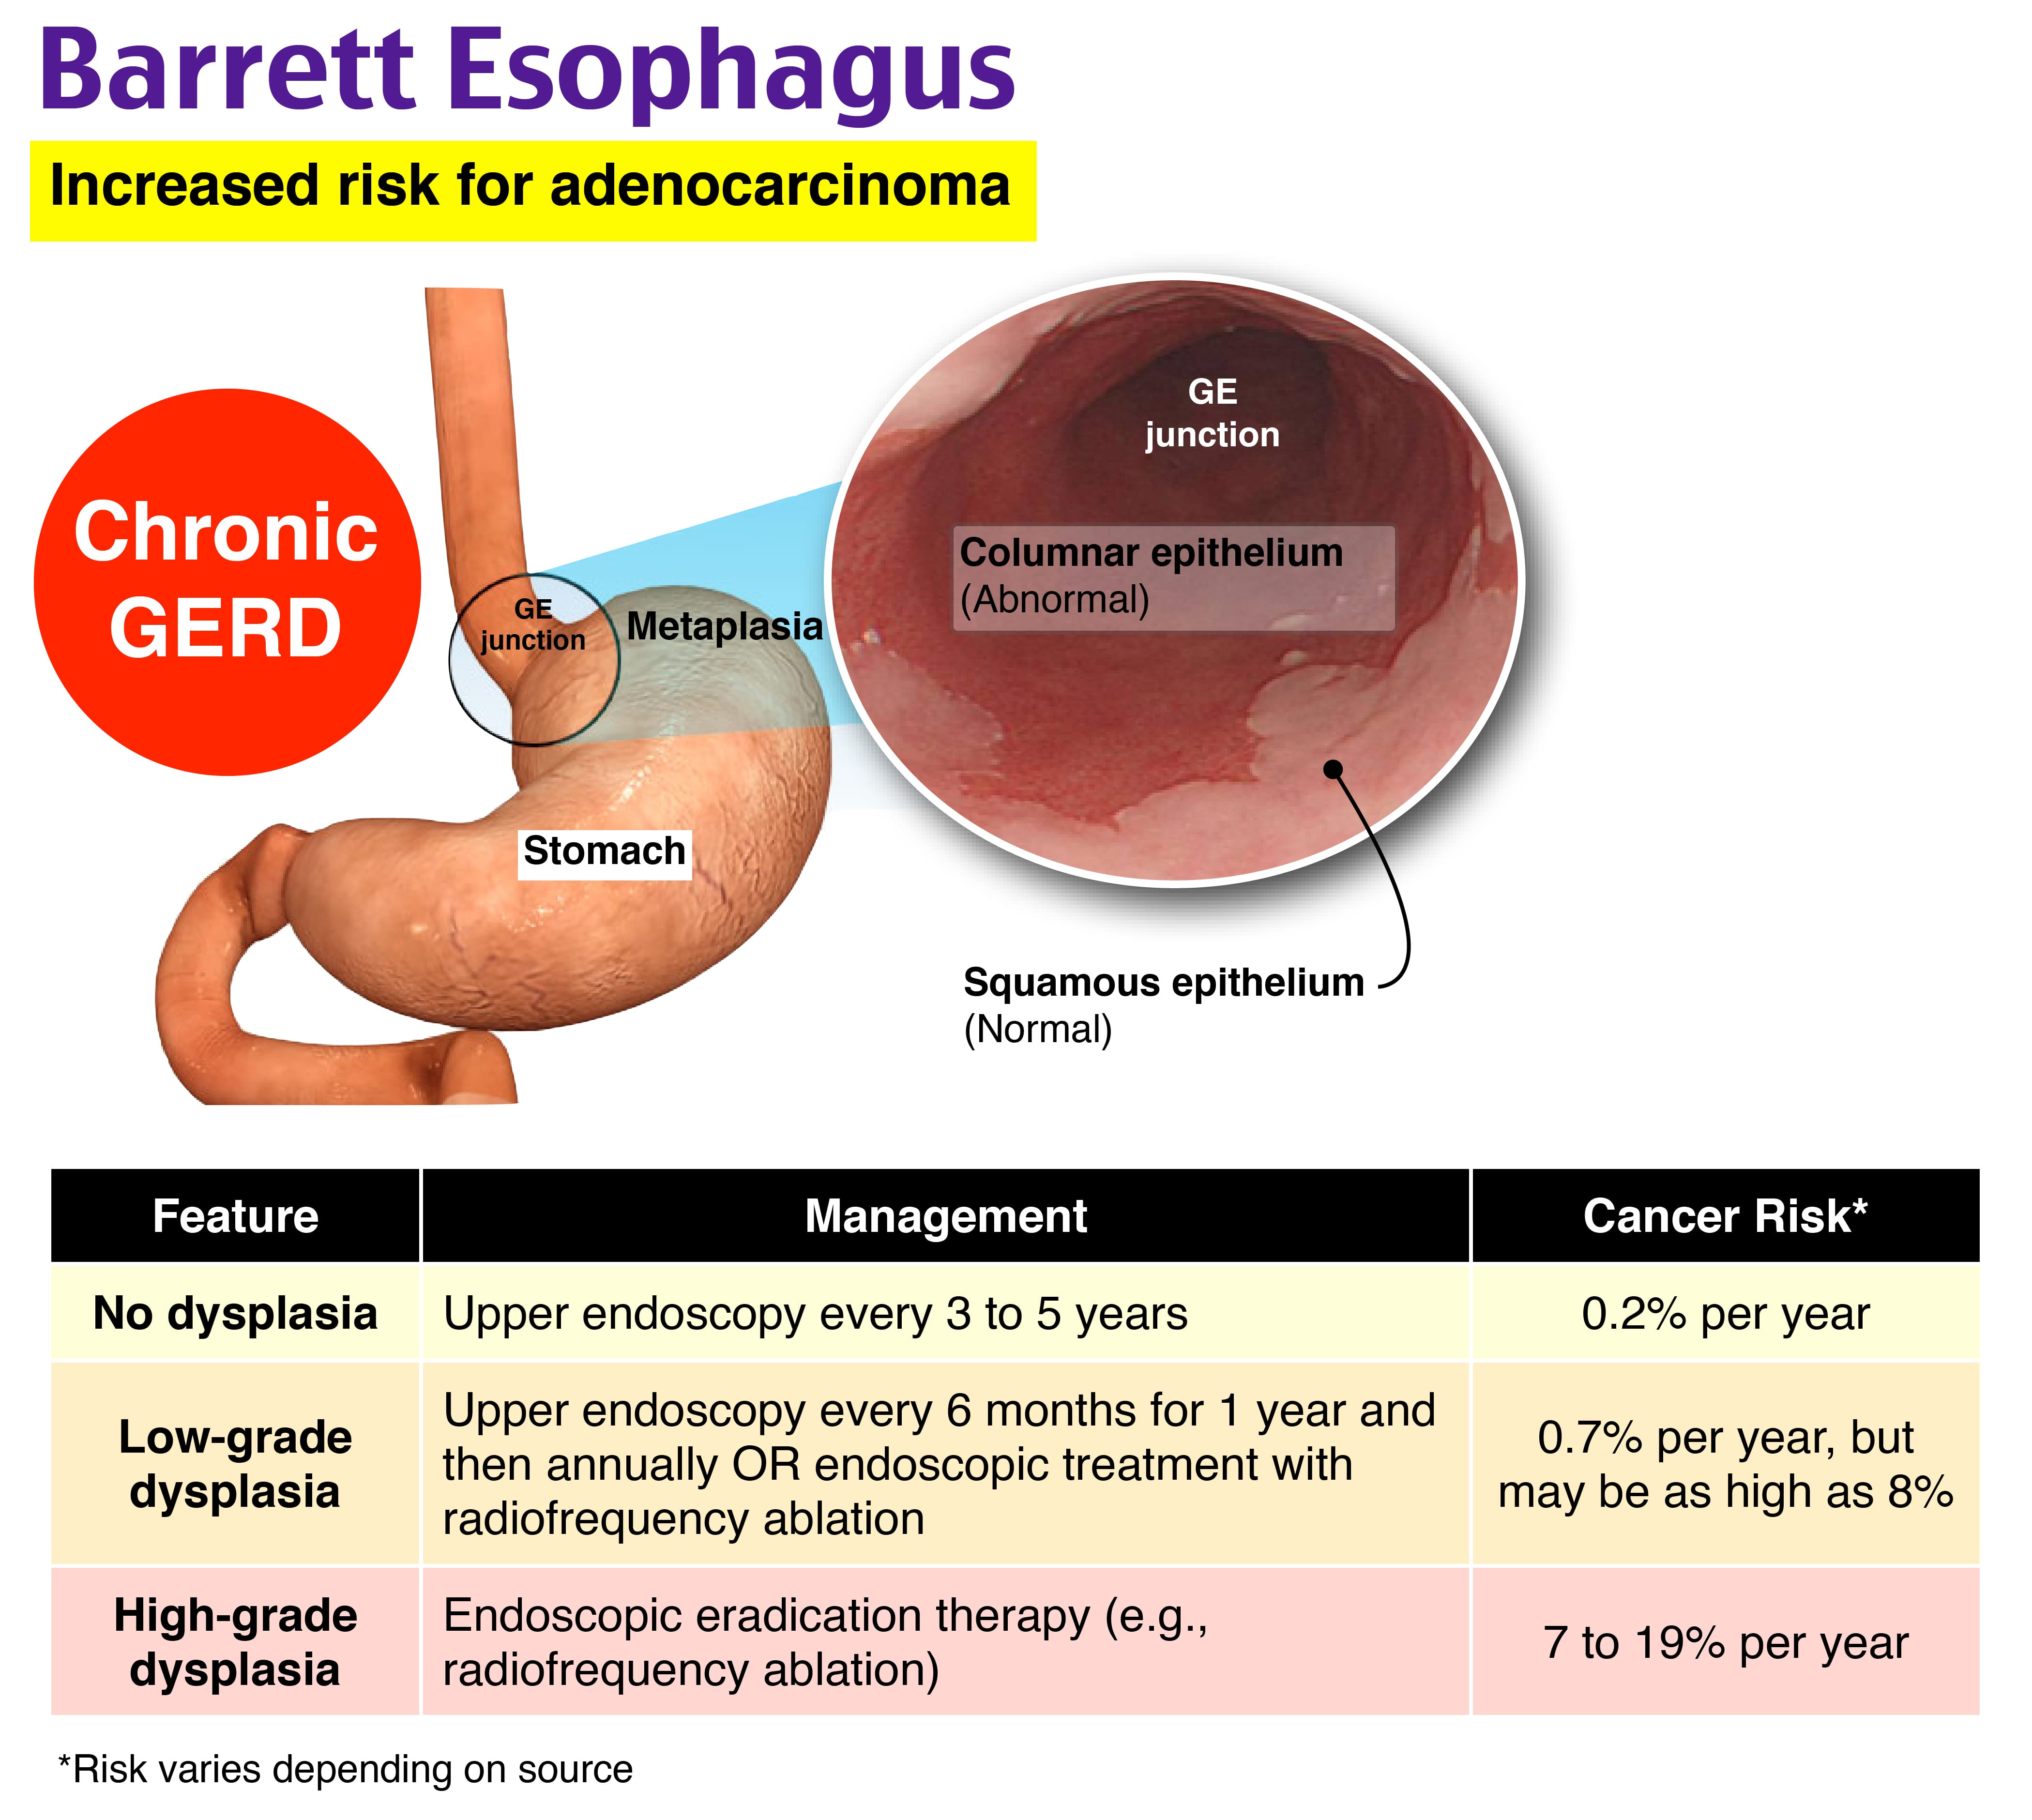 Barrett Esophagus
Increased risk for adenocarcinoma
Chronic
GERD
GE
junction
Metaplasia
Stomach
GE
junction
Columnar epithelium
(Abnormal)
Squamous epithelium
(Normal)
Feature Management Cancer Risk*
No dysplasia Upper endoscopy every 3 to 5 years 0.2% per year
Low-grade
dysplasia
Upper endoscopy every 6 months for 1 year and
then annually OR endoscopic treatment with
radiofrequency ablation
0.7% per year, but
may be as high as 8%
High-grade
dysplasia
Endoscopic eradication therapy (e.g.,
radiofrequency ablation)
7 to 19% per year
*Risk varies depending on source